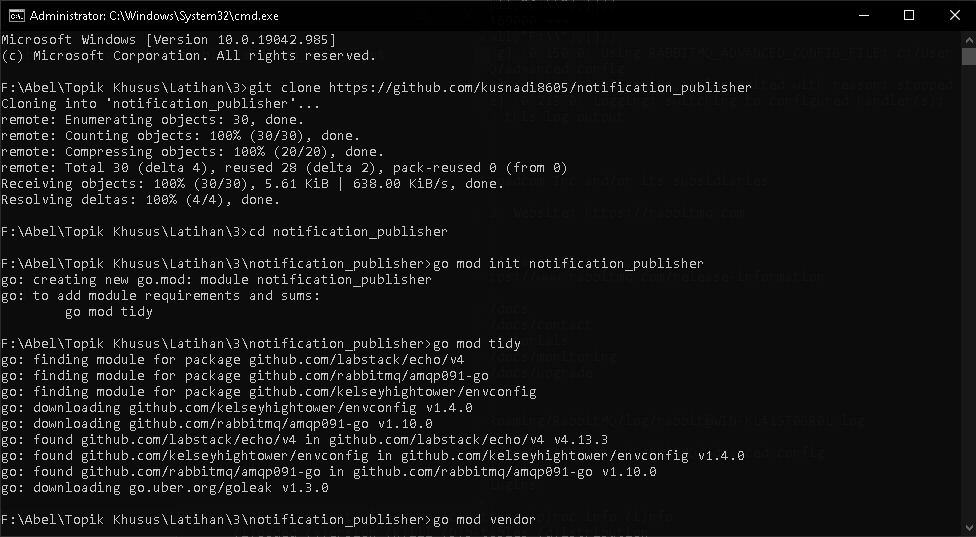 Administrator: C:\Windows\System32\cmd.exe
Microsoft Windows [Version 10.0.19042.985]
(c) Microsoft Corporation. All rights reserved.
F:\Abel\Topik Khusus\Latihan\3>git clone https://github.com/kusnadi8605/notification_publisher
Cloning into 'notification_publisher'...
remote: Enumerating objects: 30, done.
remote: Counting objects: 100% (30/30), done.
remote: Compressing objects: 100% (20/20), done.
remote: Total 30 (delta 4), reused 28 (delta 2), pack-reused 0 (from 0)
Receiving objects: 100% (30/30), 5.61 KiB | 638.00 KiB/s, done.
Resolving deltas: 100% (4/4), done.
F:\Abel\Topik Khusus\Latihan\3>cd notification_publisher
F:\Abel\Topik Khusus\Latihan\3\notification_publisher>go mod init notification_publisher
go: creating new go.mod: module notification_publisher
go: to add module requirements and sums:
go mod tidy
F:\Abel\Topik Khusus\Latihan\3\notification_publisher>go mod tidy
go: finding module for package github.com/labstack/echo/v4
go: finding module for package github.com/rabbitmq/amqp091-go
go: finding module for package github.com/kelseyhightower/envconfig
go: downloading github.com/kelseyhightower/envconfig v1.4.0
go: downloading github.com/rabbitmq/amqp091-go v1.10.0
go: found github.com/labstack/echo/v4 in github.com/labstack/echo/v4 v4.13.3
go: found github.com/kelseyhightower/envconfig in github.com/kelseyhightower/envconfig v1.4.0
go: found github.com/rabbitmq/amqp091-go in github.com/rabbitmq/amqp091-go v1.10.0
go: downloading go.uber.org/goleak v1.3.0
F:\Abel\Topik Khusus\Latihan\3\notification_publisher>go mod vendor